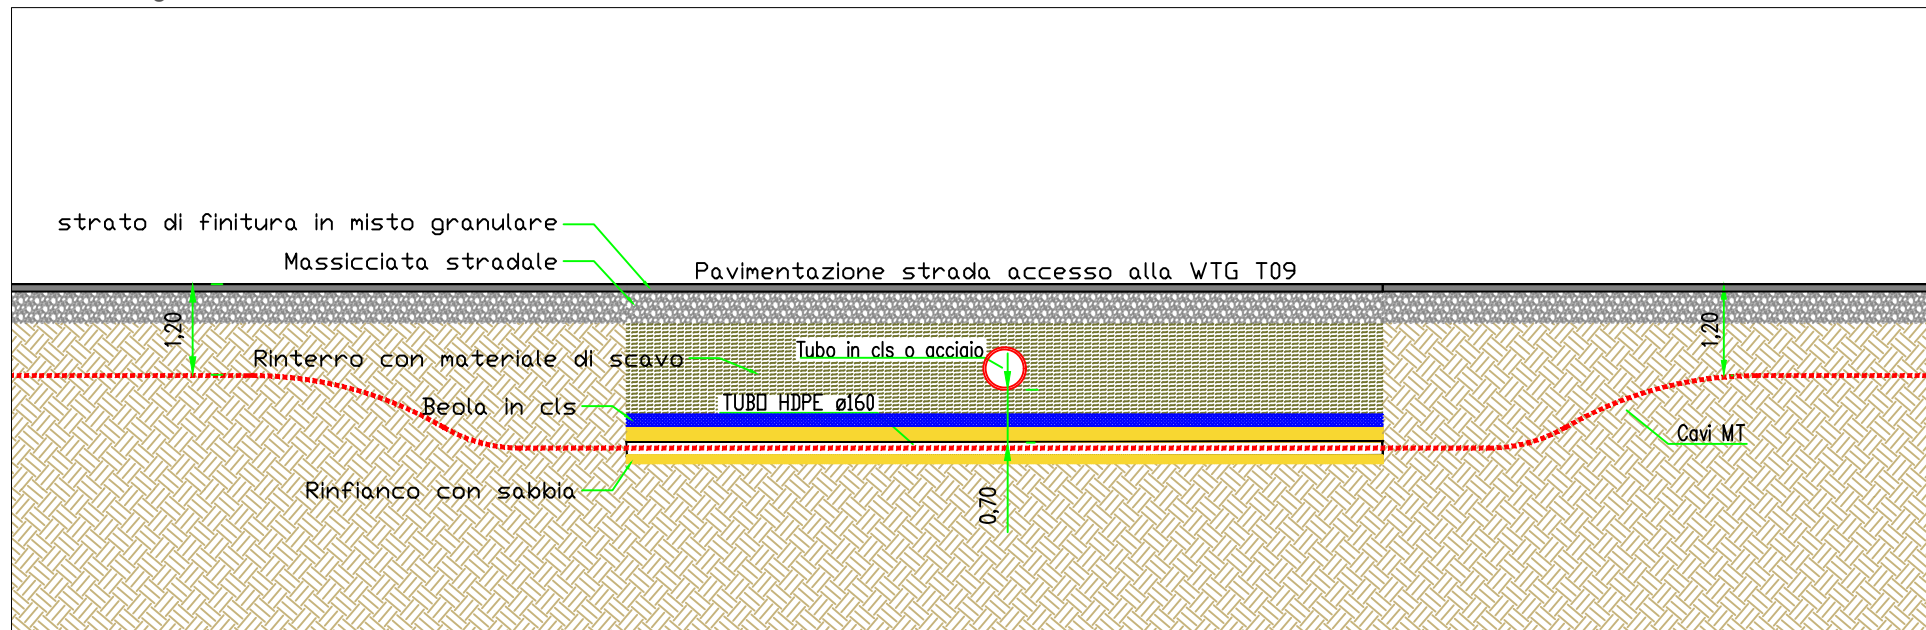 strato di finitura in misto granulare
Massicciata stradale
Pavimentazione strada accesso alla WTG T09
1,20
1,20
Rinterro con materiale di scavo
Tubo in cls o acciaio
Beola in cls
TUBO HDPE ø160
Cavi MT
Rinfianco con sabbia
0,70